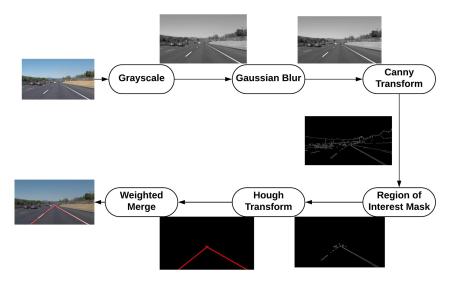 Grayscale
Gaussian Blur
Canny
Transform
Weighted
Merge
Hough
Transform
Region of
Interest Mask